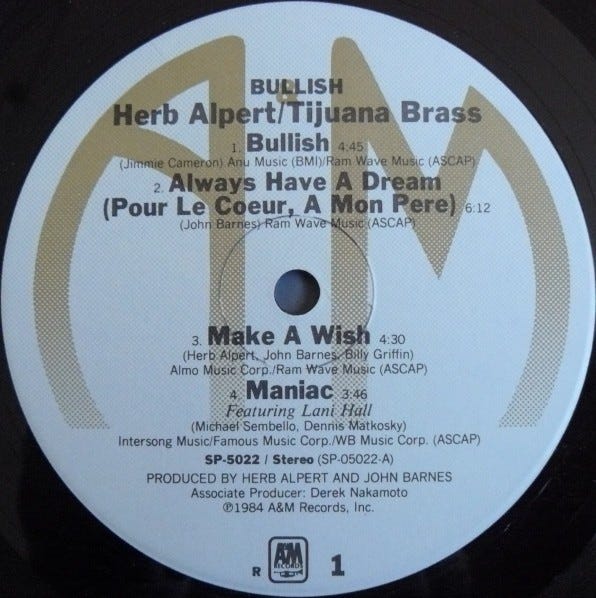 BULLISH
Herb Alpert/Tijuana Brass
1. Bullish 4:45
(Jimmie Cameron) Anu Music (BMI)/Ram Wave Music (ASCAP)
2. Always Have A Dream
(Pour Le Coeur, A Mon Pere) 6:12
(John Barnes) Ram Wave Music (ASCAP)
3. Make A Wish 4:30
(Herb Alpert, John Barnes, Billy Griffin)
Almo Music Corp./Ram Wave Music (ASCAP)
4. Maniac 3:46
Featuring Lani Hall
(Michael Sembello, Dennis Matkosky)
Intersong Music/Famous Music Corp./WB Music Corp. (ASCAP)
SP-5022 / Stereo (SP-05022-A)
PRODUCED BY HERB ALPERT AND JOHN BARNES
Associate Producer: Derek Nakamoto
℗1984 A&M Records, Inc.
R A&M RECORDS 1